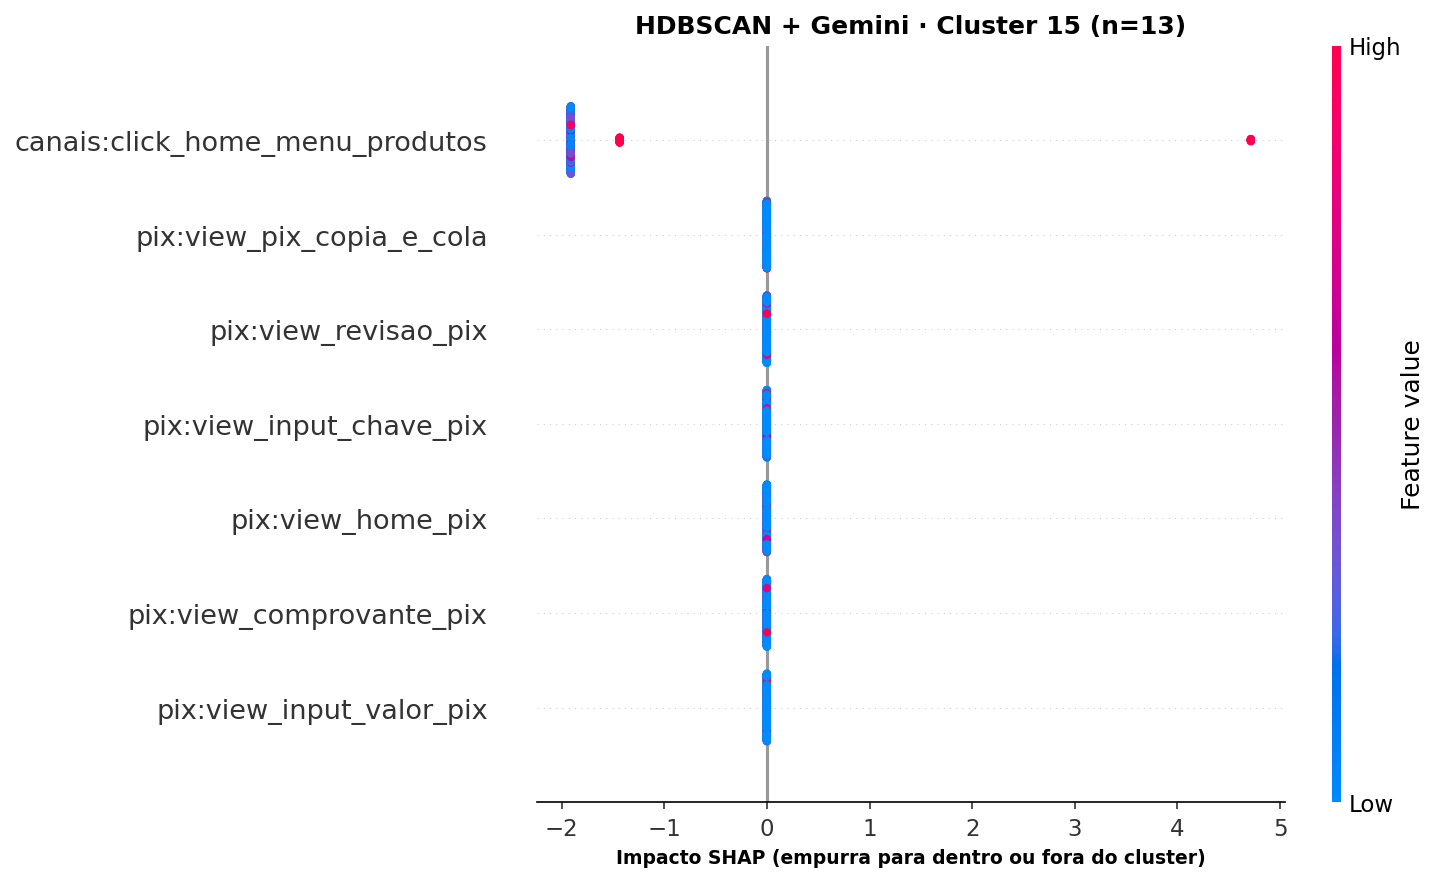 HDBSCAN + Gemini · Cluster 15 (n=13)
High
canais:click_home_menu_produtos
pix:view_pix_copia_e_cola
pix:view_revisao_pix
pix:view_input_chave_pix
pix:view_home_pix
pix:view_comprovante_pix
pix:view_input_valor_pix
Feature value
Low
−2 −1 0 1 2 3 4 5
Impacto SHAP (empurra para dentro ou fora do cluster)